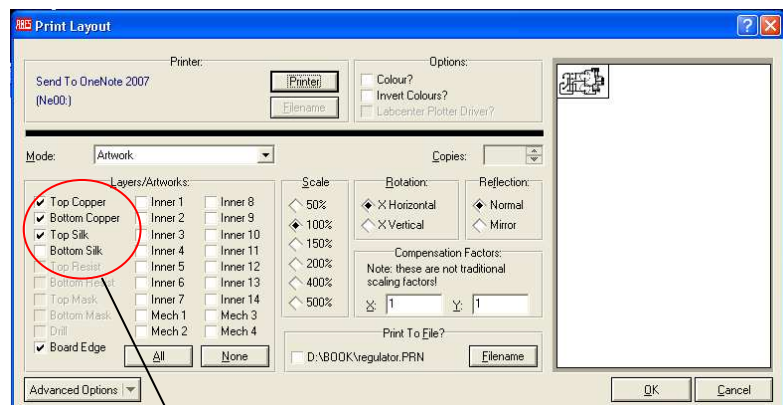 ARES Print Layout
Printer:
Send To OneNote 2007
(Ne00:)
Printer
Filename
Options:
Colour?
Invert Colours?
Labcenter Plotter Driver?
Mode: Artwork
Copies:
Layers/Artworks:
Top Copper Inner 1 Inner 8
Bottom Copper Inner 2 Inner 9
Top Silk Inner 3 Inner 10
Bottom Silk Inner 4 Inner 11
Top Resist Inner 5 Inner 12
Bottom Resist Inner 6 Inner 13
Top Mask Inner 7 Inner 14
Bottom Mask Mech 1 Mech 3
Drill Mech 2 Mech 4
Board Edge All None
Scale
50%
100%
150%
200%
400%
500%
Rotation:
X Horizontal
X Vertical
Reflection:
Normal
Mirror
Compensation Factors:
Note: these are not traditional
scaling factors!
X: 1 Y: 1
Print To File?
D:\BOOK\regulator.PRN Filename
Advanced Options
OK Cancel